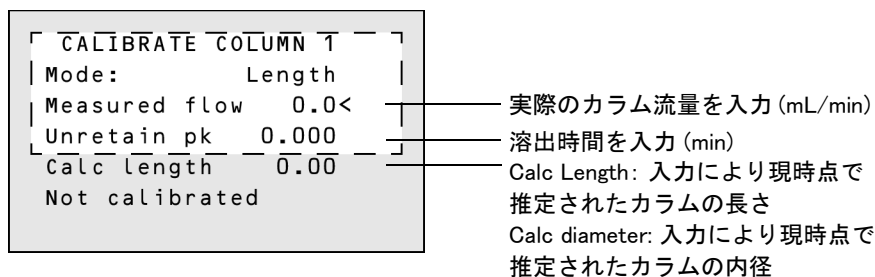 CALIBRATE COLUMN 1
Mode: Length
Measured flow 0.0<
Unretain pk 0.000
Calc length 0.00
Not calibrated
実際のカラム流量を入力 (mL/min)
溶出時間を入力 (min)
Calc Length: 入力により現時点で
推定されたカラムの長さ
Calc diameter: 入力により現時点で
推定されたカラムの内径